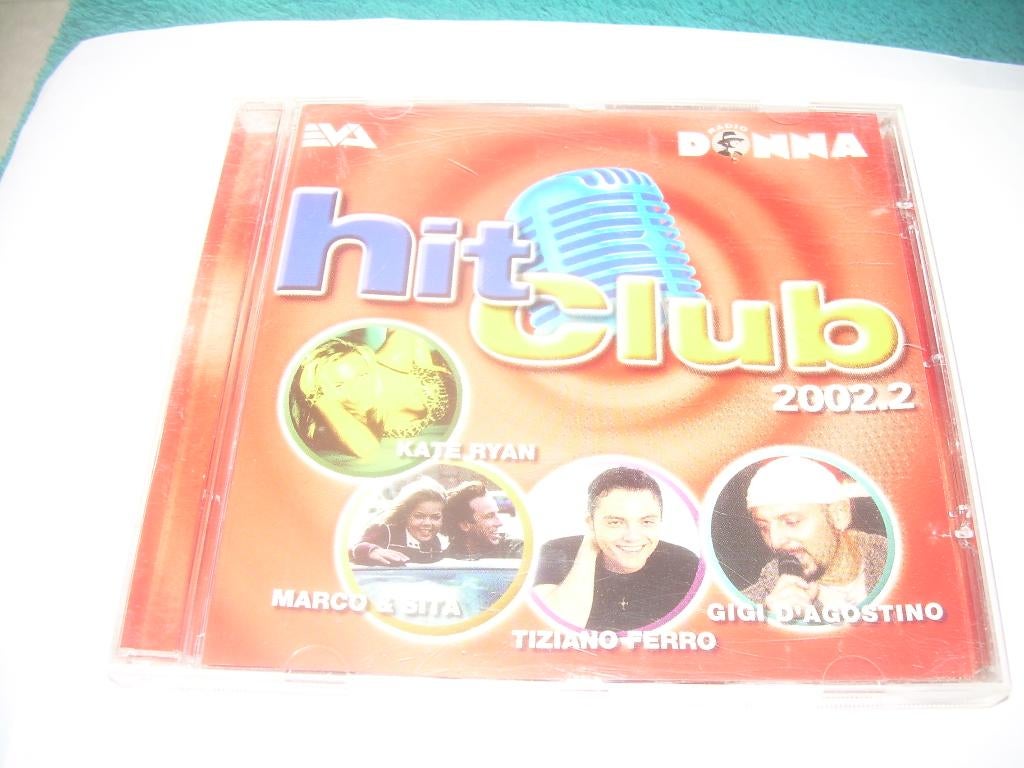 EVA
RADIO
DONNA
hit
club
2002.2
KATE RYAN
MARCO & SITA
TIZIANO FERRO
GIGI D'AGOSTINO